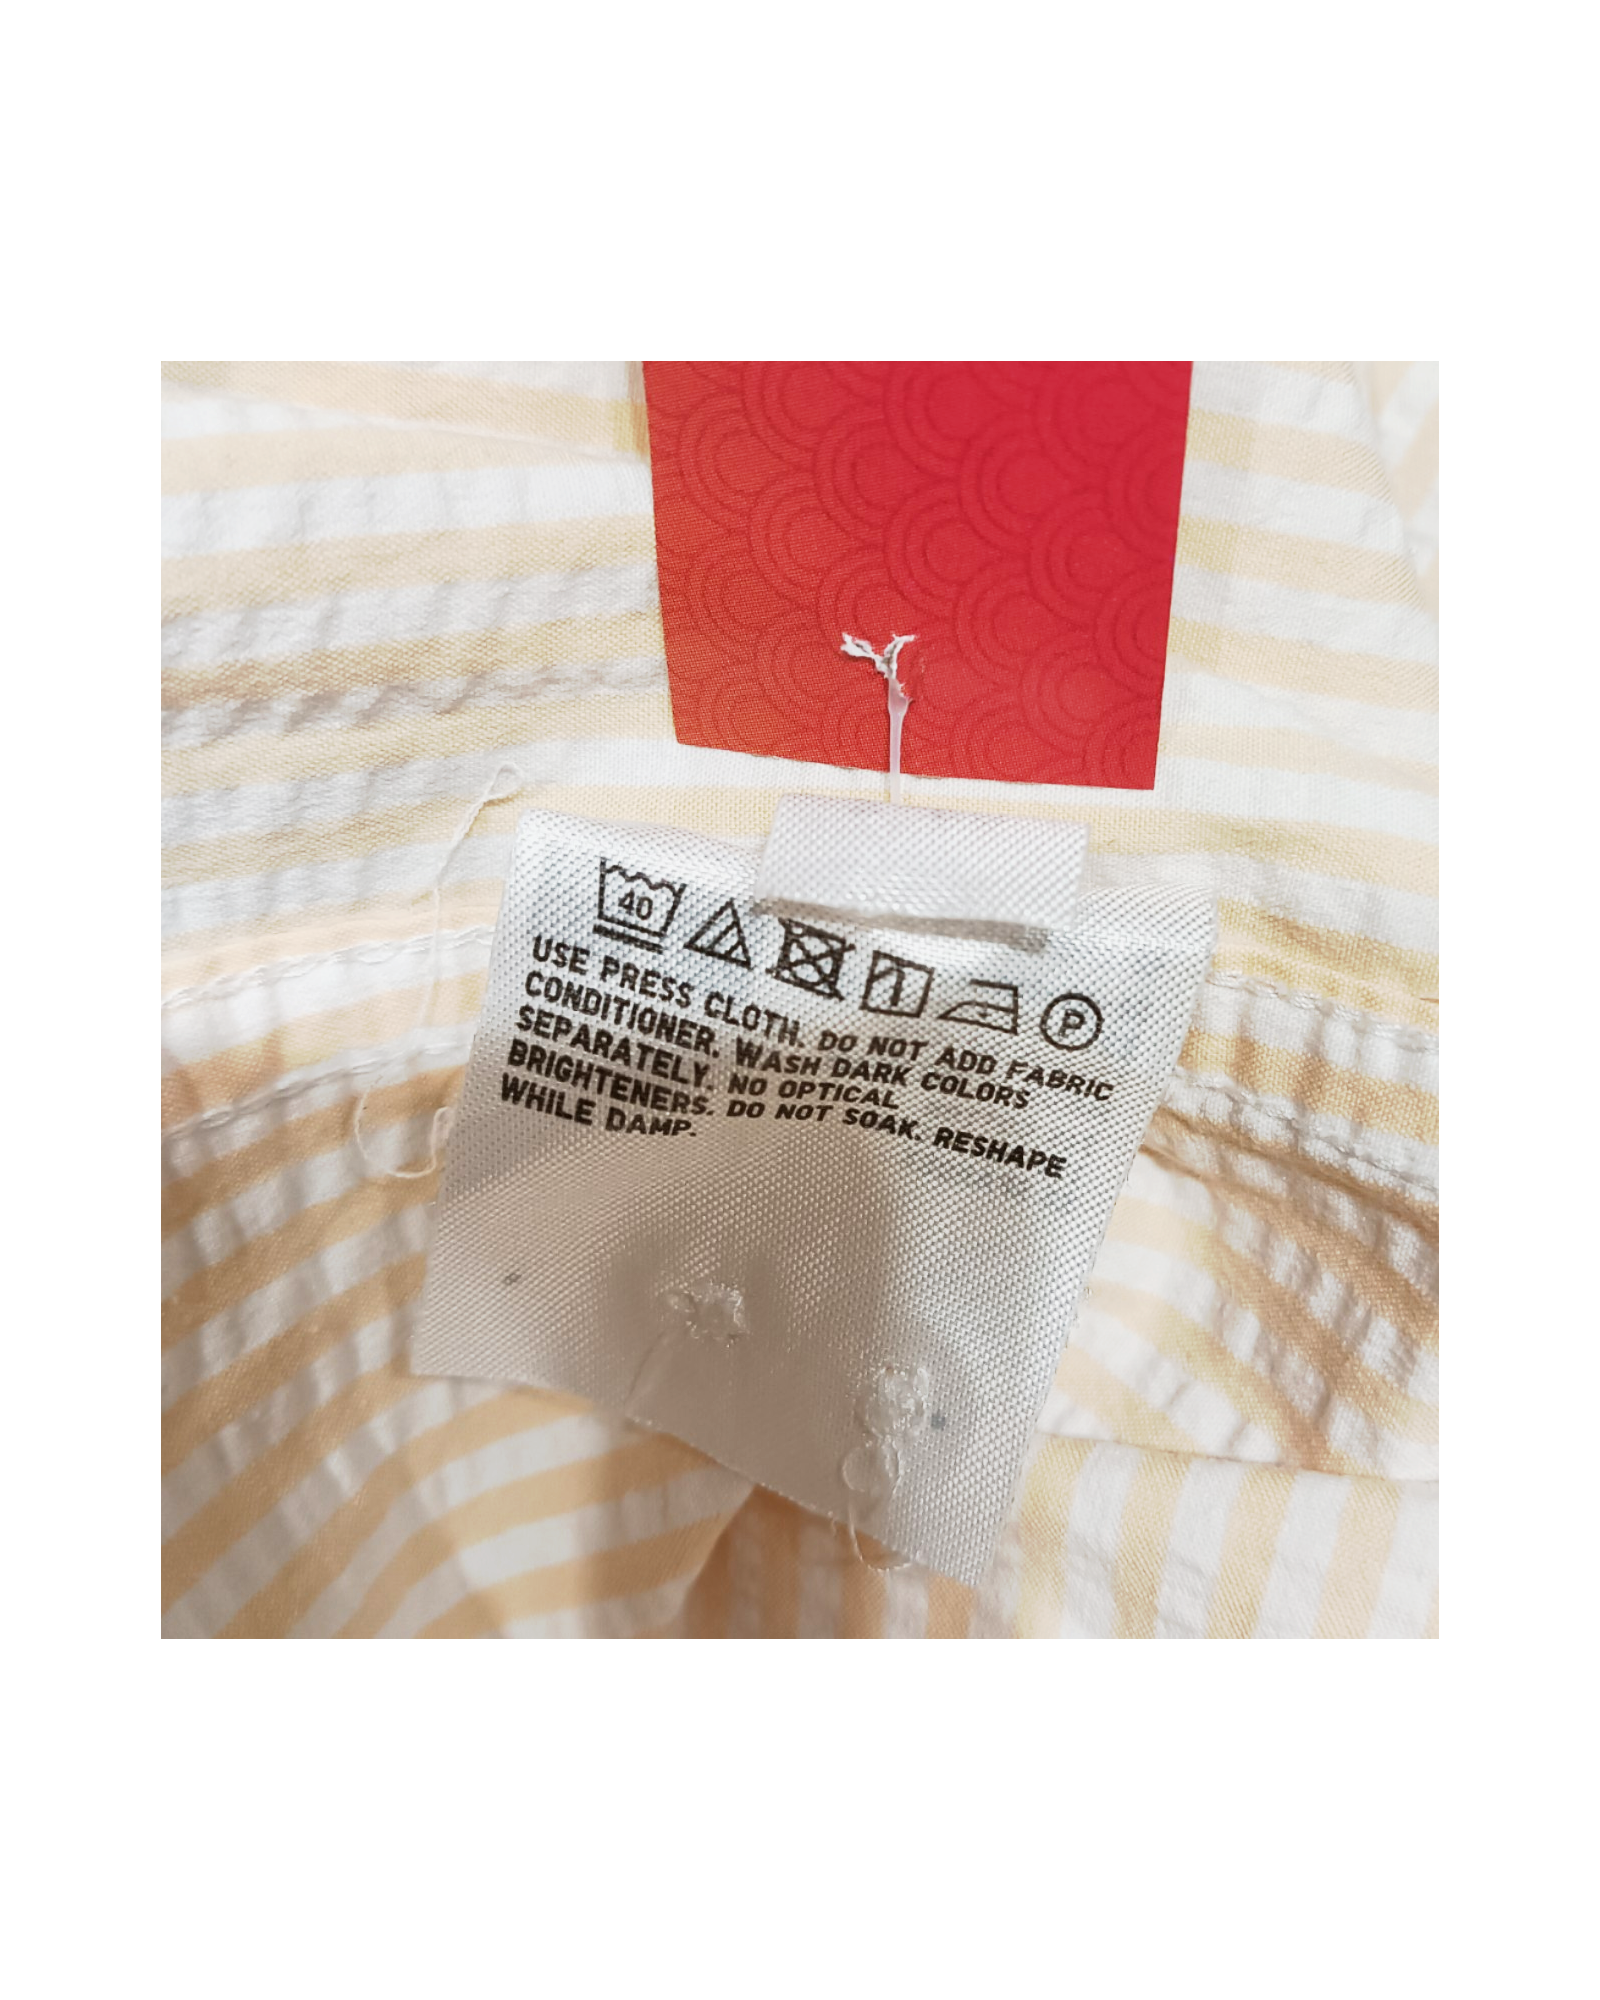 40
P
USE PRESS CLOTH. DO NOT ADD FABRIC
CONDITIONER. WASH DARK COLORS
SEPARATELY. NO OPTICAL
BRIGHTENERS. DO NOT SOAK. RESHAPE
WHILE DAMP.